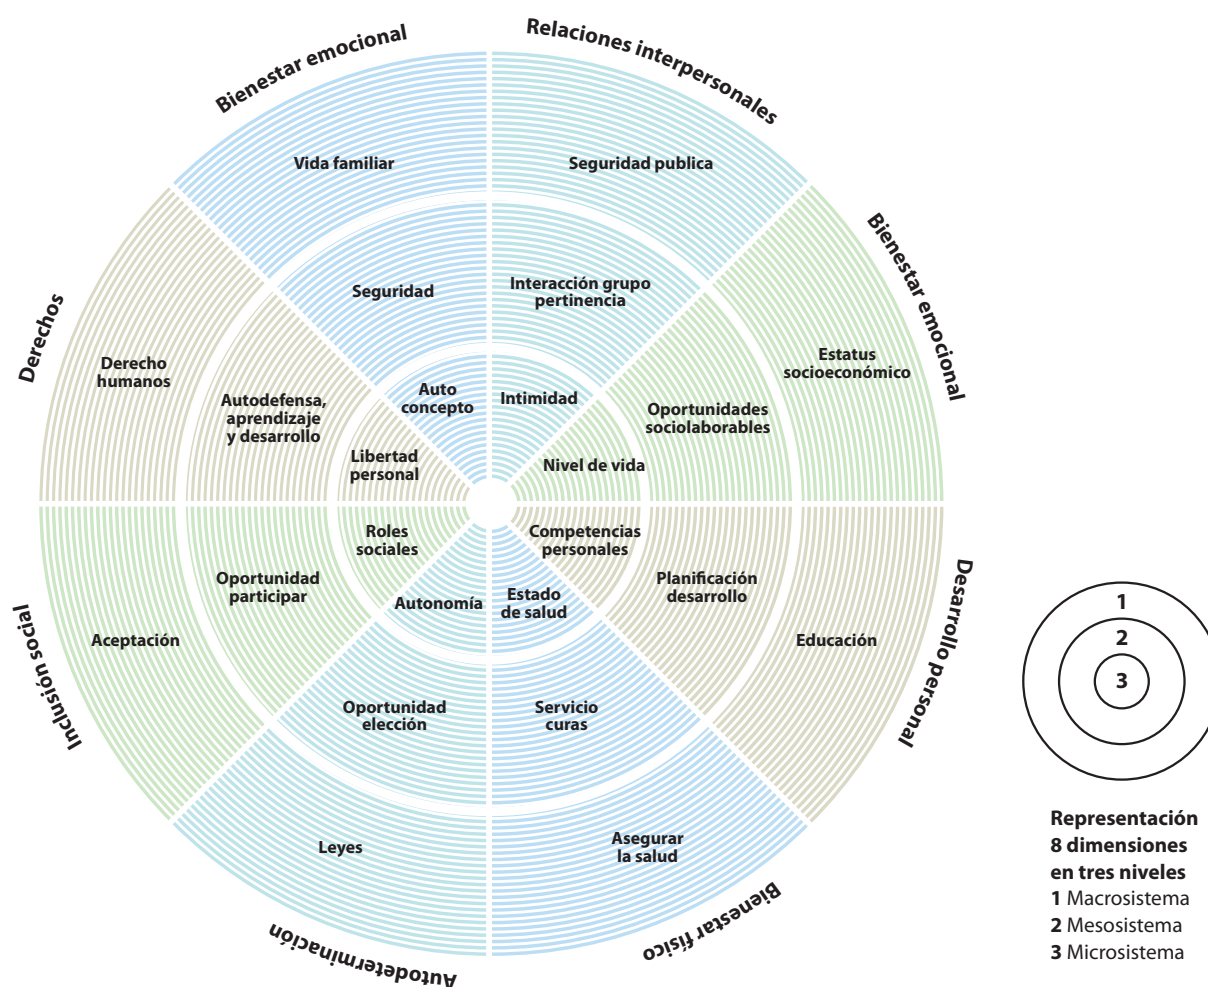 Bienestar emocional
Relaciones interpersonales
Vida familiar
Seguridad publica
Bienestar emocional
Derechos
Seguridad
Interacción grupo
pertinencia
Derecho
humanos
Estatus
socioeconómico
Autodefensa,
aprendizaje
y desarrollo
Auto
concepto
Intimidad
Oportunidades
sociolaborables
Libertad
personal
Nivel de vida
Roles
sociales
Competencias
personales
Oportunidad
participar
Autonomía
Estado
de salud
Planificación
desarrollo
Aceptación
Educación
Inclusión social
Desarrollo personal
Oportunidad
elección
Servicio
curas
Leyes
Asegurar
la salud
Autodeterminación
Bienestar físico
1
2
3
Representación
8 dimensiones
en tres niveles
1 Macrosistema
2 Mesosistema
3 Microsistema